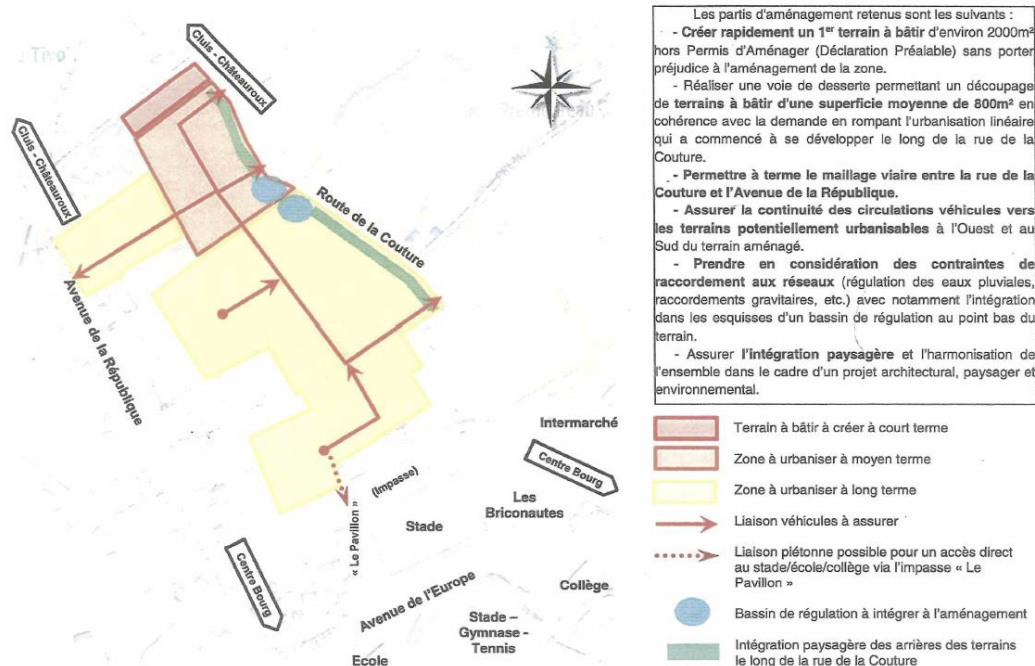 Tivo
Cluis - Châteauroux
Cluis - Châteauroux
Route de la Couture
Avenue de la République
Intermarché
Centre Bourg
(Impasse)
« Le Pavillon »
Les
Briconautes
Stade
Centre Bourg
Avenue de l'Europe
Collège
Stade –
Gymnase -
Tennis
Ecole
Les partis d'aménagement retenus sont les suivants :
- Créer rapidement un 1er terrain à bâtir d'environ 2000m²
hors Permis d'Aménager (Déclaration Préalable) sans porter
préjudice à l'aménagement de la zone.
- Réaliser une voie de desserte permettant un découpage
de terrains à bâtir d'une superficie moyenne de 800m² en
cohérence avec la demande en rompant l'urbanisation linéaire
qui a commencé à se développer le long de la rue de la
Couture.
- Permettre à terme le maillage viaire entre la rue de la
Couture et l'Avenue de la République.
- Assurer la continuité des circulations véhicules vers
les terrains potentiellement urbanisables à l'Ouest et au
Sud du terrain aménagé.
- Prendre en considération des contraintes de
raccordement aux réseaux (régulation des eaux pluviales,
raccordements gravitaires, etc.) avec notamment l'intégration
dans les esquisses d'un bassin de régulation au point bas du
terrain.
- Assurer l'intégration paysagère et l'harmonisation de
l'ensemble dans le cadre d'un projet architectural, paysager et
environnemental.
Terrain à bâtir à créer à court terme
Zone à urbaniser à moyen terme
Zone à urbaniser à long terme
Liaison véhicules à assurer
Liaison piétonne possible pour un accès direct
au stade/école/collège via l'impasse « Le
Pavillon »
Bassin de régulation à intégrer à l'aménagement
Intégration paysagère des arrières des terrains
le long de la rue de la Couture